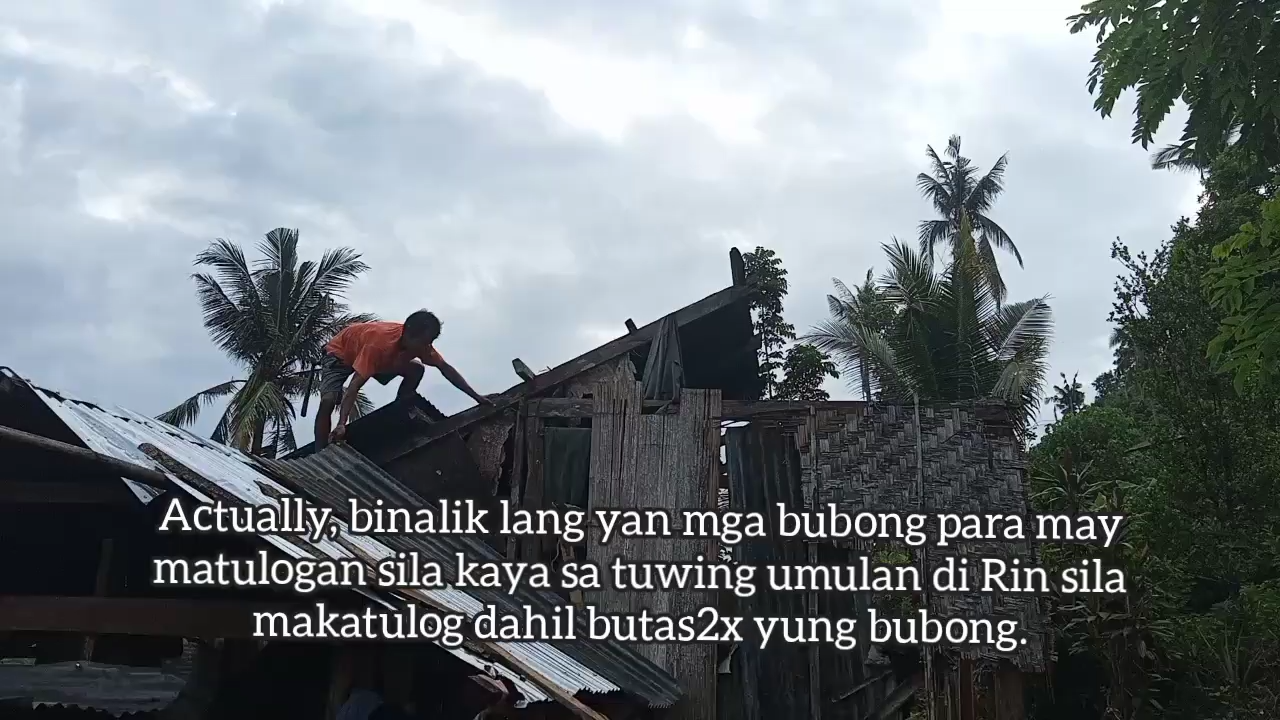 Actually, binalik lang yan mga bubong para may
matulogan sila kaya sa tuwing umulan di Rin sila
makatulog dahil butas2x yung bubong.